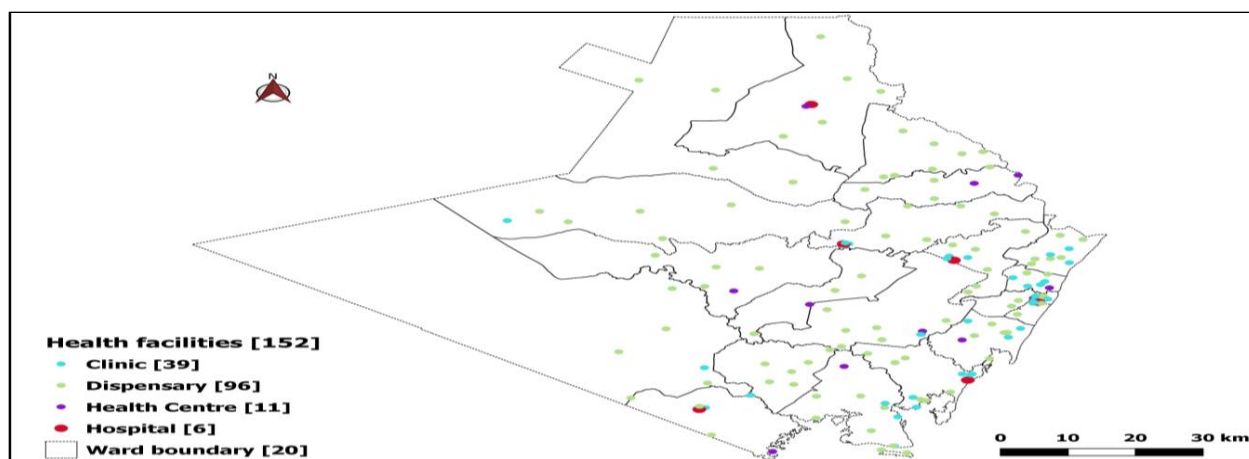 N
Health facilities [152]
Clinic [39]
Dispensary [96]
Health Centre [11]
Hospital [6]
Ward boundary [20]
0 10 20 30 km